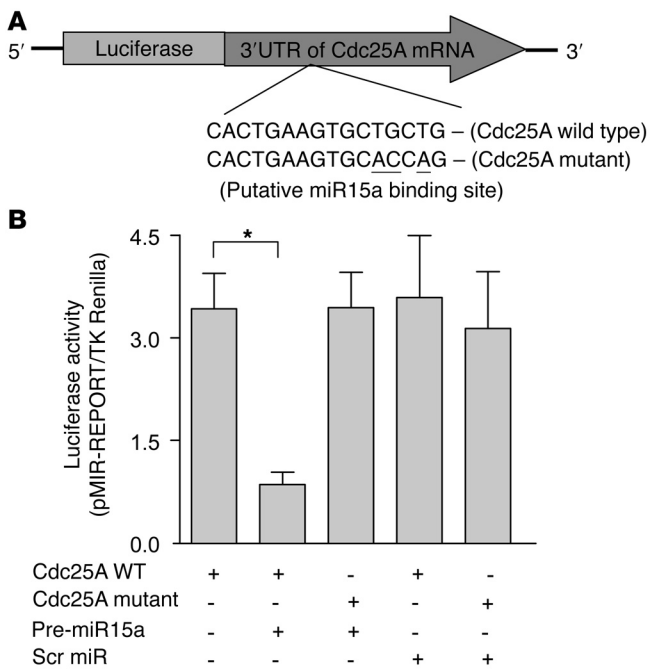 A
5′ Luciferase 3′UTR of Cdc25A mRNA 3′
CACTGAAGTGCTGCTG – (Cdc25A wild type)
CACTGAAGTGCACCAG – (Cdc25A mutant)
(Putative miR15a binding site)
B
Luciferase activity
(pMIR-REPORT/TK Renilla)
4.5
3.0
1.5
0.0
*
Cdc25A WT + + - + -
Cdc25A mutant - - + - +
Pre-miR15a - + + - -
Scr miR - - - + +